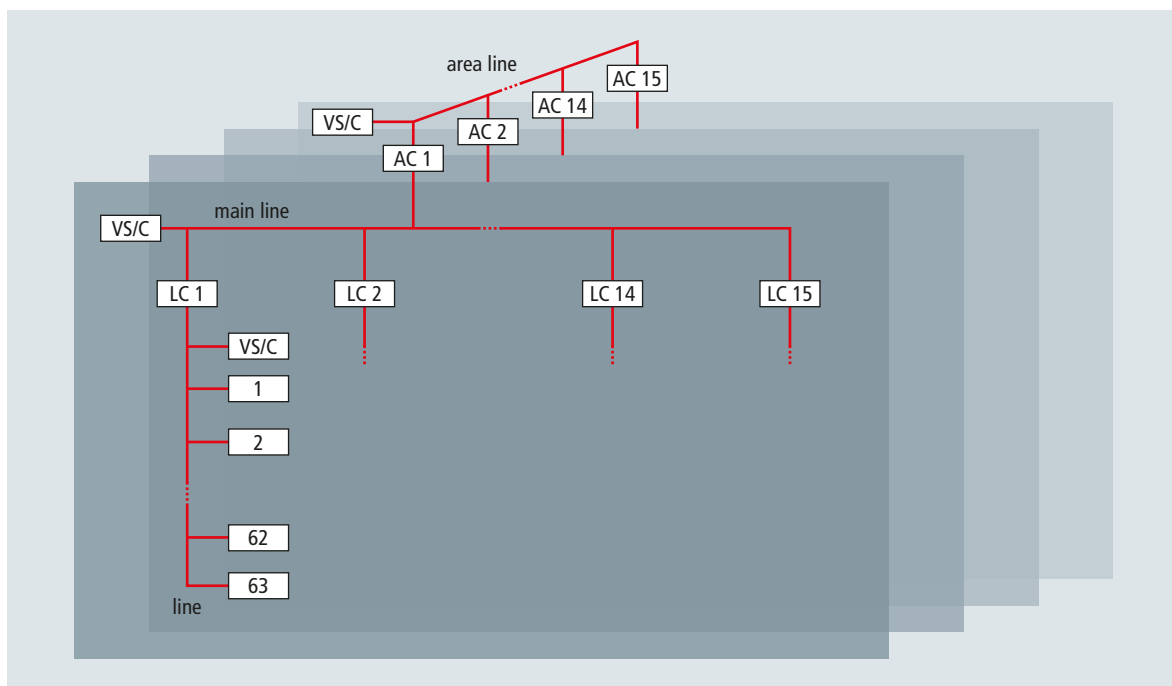 area line
AC 15
AC 14
VS/C
AC 2
AC 1
main line
VS/C
LC 1
LC 2
LC 14
LC 15
VS/C
1
2
62
63
line